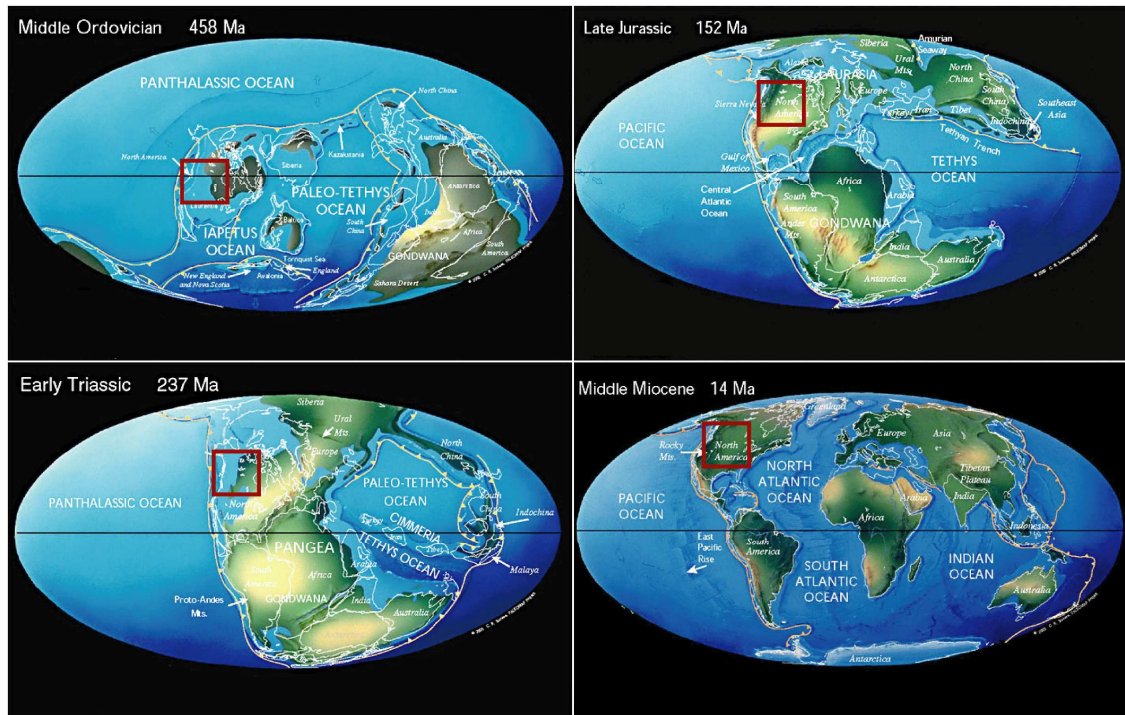 Middle Ordovician 458 Ma
PANTHALASSIC OCEAN
North China
Australia
North America
Siberia
Kazakstania
Antarctica
PALEO-TETHYS
OCEAN
Laurentia
IAPETUS
OCEAN
Baltica
South
China
India
Africa
South
America
GONDWANA
Tornquist Sea
England
New England
and Nova Scotia
Avalonia
Sahara Desert
Late Jurassic 152 Ma
Siberia
Amurian
Seaway
Ural
Mts.
North
China
LAURASIA
Europe
South
China
Southeast
Asia
Indochina
Sierra Nevada
North
Turkey
Iran
Tibet
PACIFIC
OCEAN
Tethyan Trench
Gulf of
Mexico
TETHYS
OCEAN
Central
Atlantic
Ocean
Africa
Arabia
South
America
GONDWANA
Andes
Mts.
India
Australia
Antarctica
Early Triassic 237 Ma
Siberia
Ural
Mts.
Europe
North
China
PALEO-TETHYS
OCEAN
PANTHALASSIC OCEAN
North
America
South
China
Indochina
CIMMERIA
Turkey
Iran
Tibet
PANGEA
TETHYS OCEAN
Malaya
Arabia
South
America
Africa
Proto-Andes
Mts.
GONDWANA
India
Australia
Middle Miocene 14 Ma
Greenland
Rocky
Mts.
North
America
Europe
Asia
NORTH
ATLANTIC
OCEAN
Tibetan
Plateau
PACIFIC
OCEAN
Arabia
India
Africa
Indonesia
East
Pacific
Rise
South
America
SOUTH
ATLANTIC
OCEAN
INDIAN
OCEAN
Australia
Antarctica